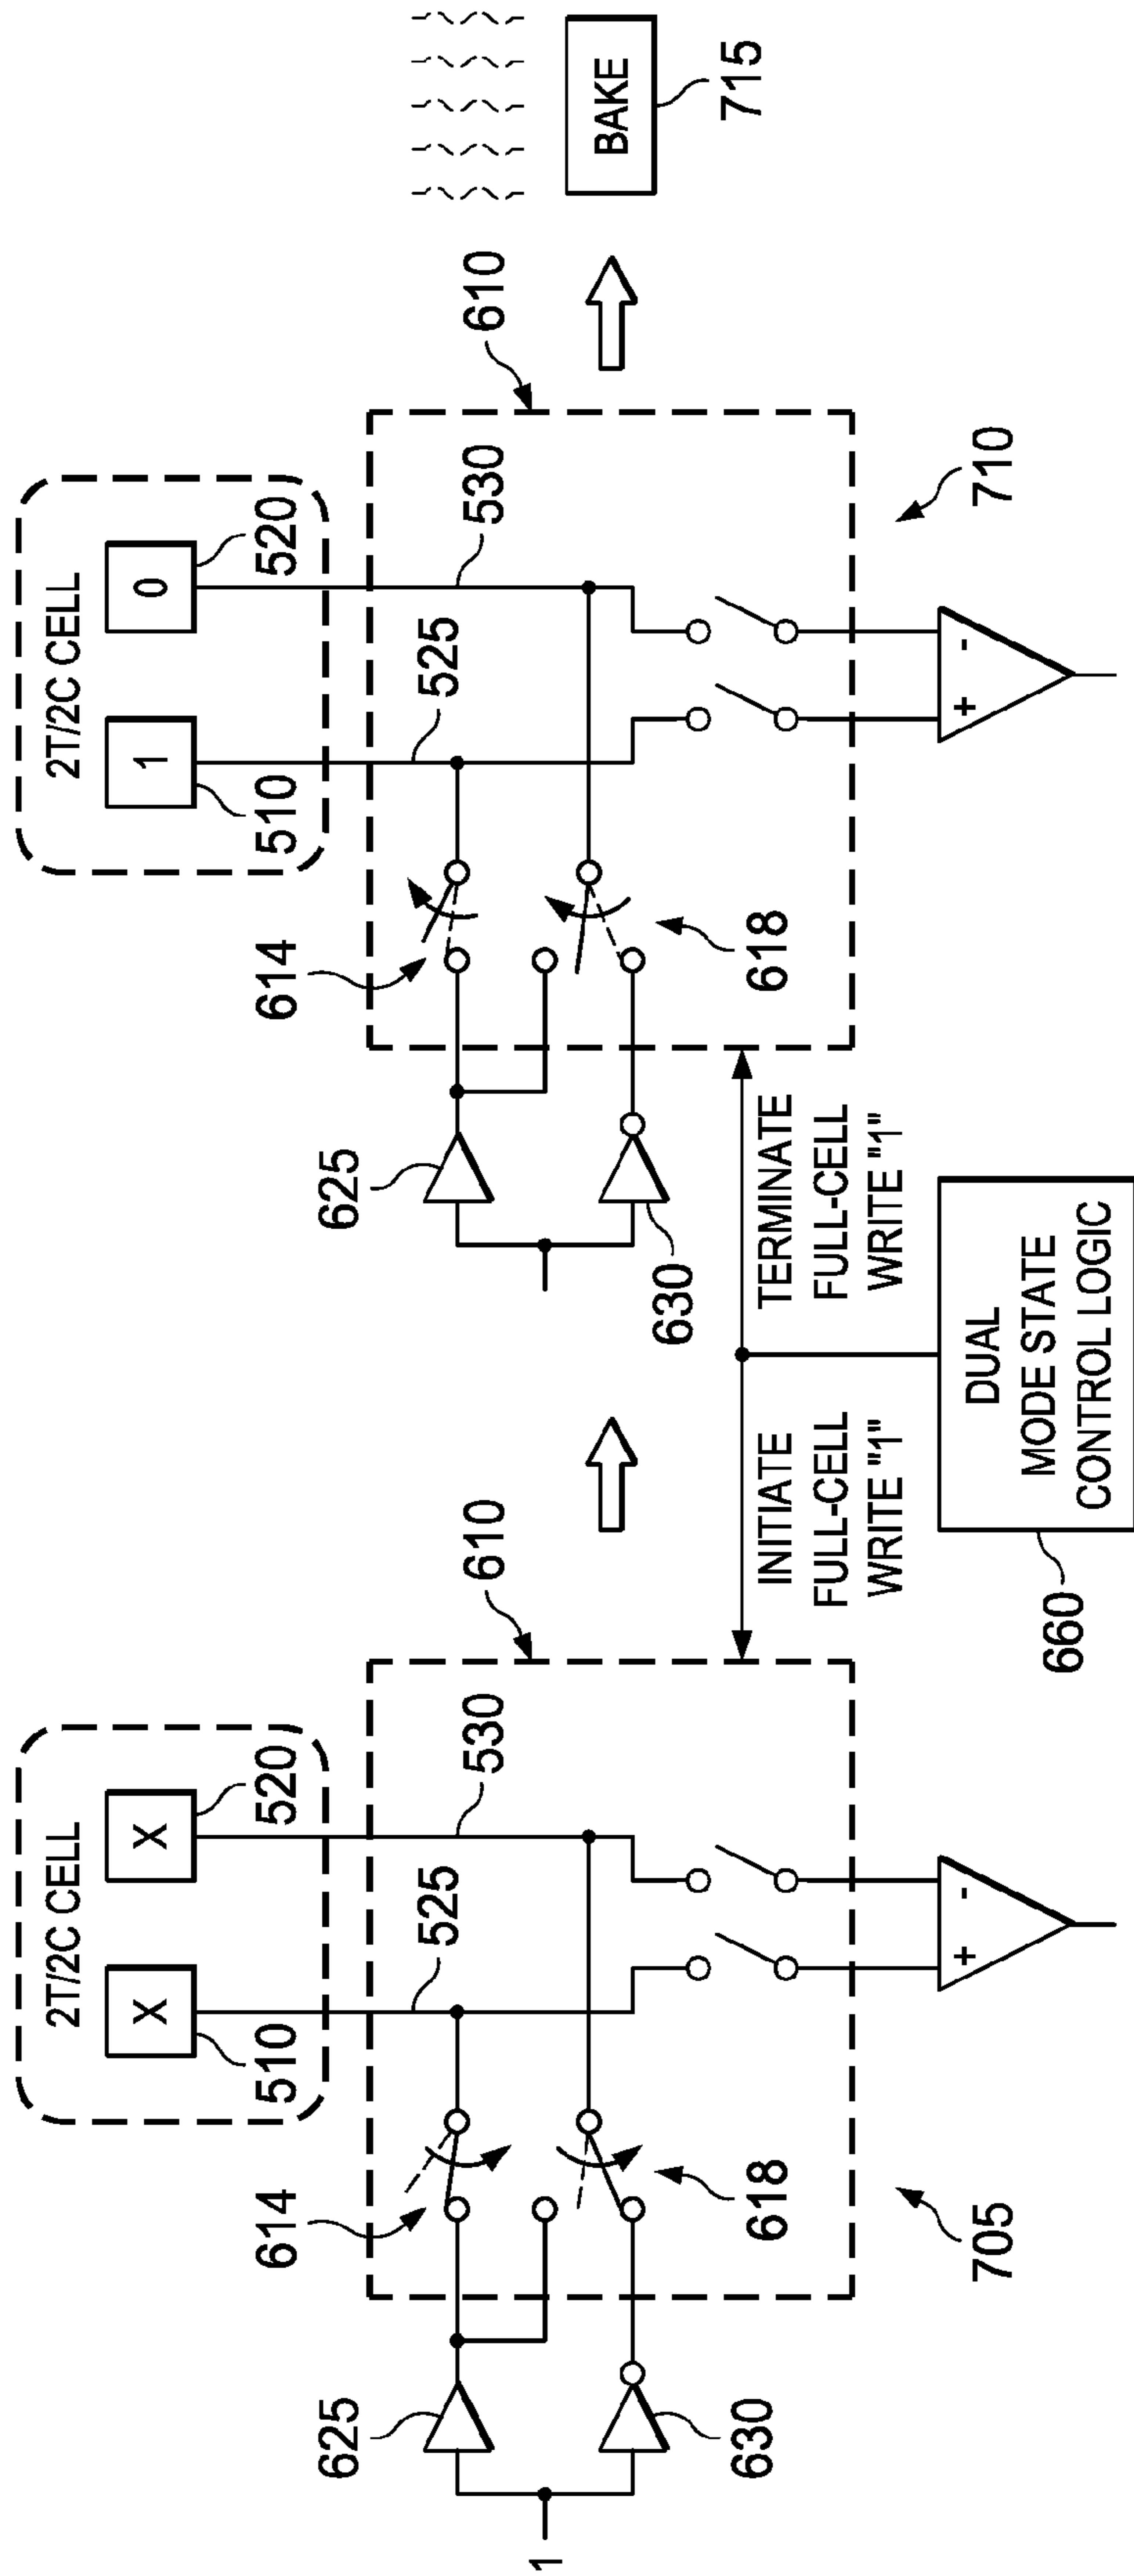 2T/2C CELL
X
X
510
520
525
530
610
614
618
625
630
1
+
-
705
INITIATE
FULL-CELL
WRITE "1"
TERMINATE
FULL-CELL
WRITE "1"
DUAL
MODE STATE
CONTROL LOGIC
660
2T/2C CELL
1
0
510
520
525
530
610
614
618
625
630
+
-
710
BAKE
715